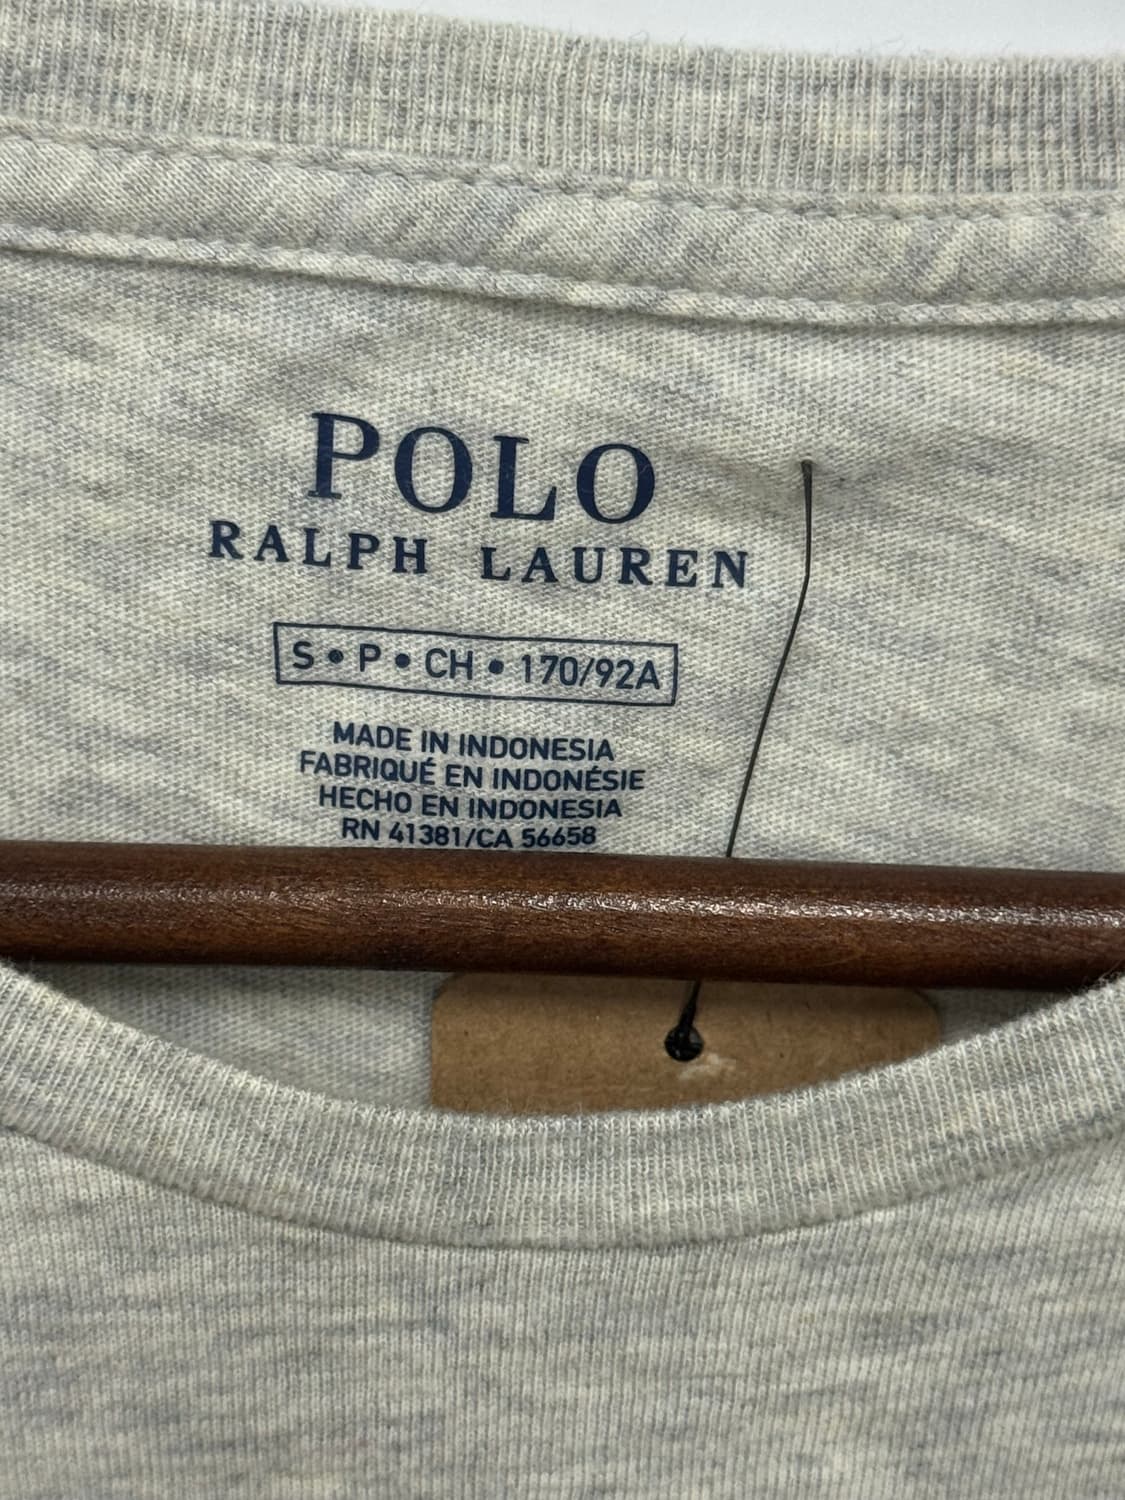 POLO
RALPH LAUREN
S • P • CH • 170/92A
MADE IN INDONESIA
FABRIQUÉ EN INDONÉSIE
HECHO EN INDONESIA
RN 41381/CA 56658